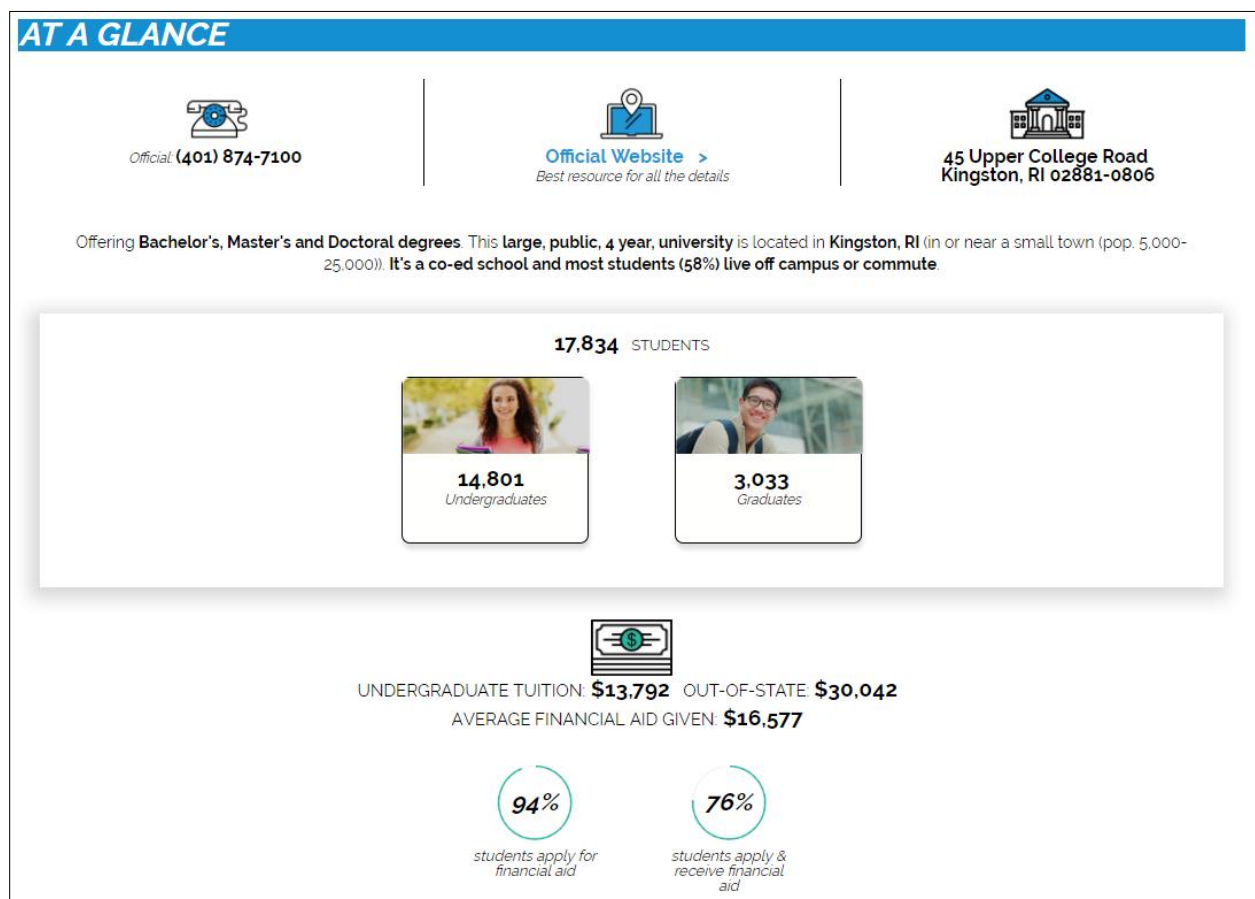 AT A GLANCE
Official: (401) 874-7100
Official Website >
Best resource for all the details
45 Upper College Road
Kingston, RI 02881-0806
Offering Bachelor's, Master's and Doctoral degrees. This large, public, 4 year, university is located in Kingston, RI (in or near a small town (pop. 5,000-
25,000)). It's a co-ed school and most students (58%) live off campus or commute.
17,834 STUDENTS
14,801
Undergraduates
3,033
Graduates
$
UNDERGRADUATE TUITION: $13,792 OUT-OF-STATE: $30,042
AVERAGE FINANCIAL AID GIVEN: $16,577
94%
students apply for
financial aid
76%
students apply &
receive financial
aid